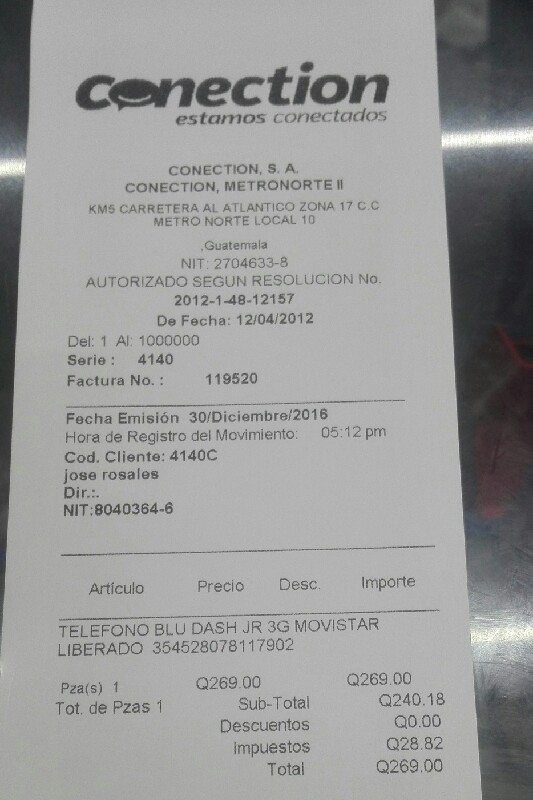 Conection
estamos conectados
CONECTION, S. A.
CONECTION, METRONORTE II
KM5 CARRETERA AL ATLANTICO ZONA 17 C.C
METRO NORTE LOCAL 10
,Guatemala
NIT: 2704633-8
AUTORIZADO SEGUN RESOLUCION No.
2012-1-48-12157
De Fecha: 12/04/2012
Del: 1 Al: 1000000
Serie : 4140
Factura No. : 119520
Fecha Emisión 30/Diciembre/2016
Hora de Registro del Movimiento: 05:12 pm
Cod. Cliente: 4140C
jose rosales
Dir.:.
NIT:8040364-6
Artículo Precio Desc. Importe
TELEFONO BLU DASH JR 3G MOVISTAR
LIBERADO 354528078117902
Pza(s) 1 Q269.00 Q269.00
Tot. de Pzas 1 Sub-Total Q240.18
Descuentos Q0.00
Impuestos Q28.82
Total Q269.00